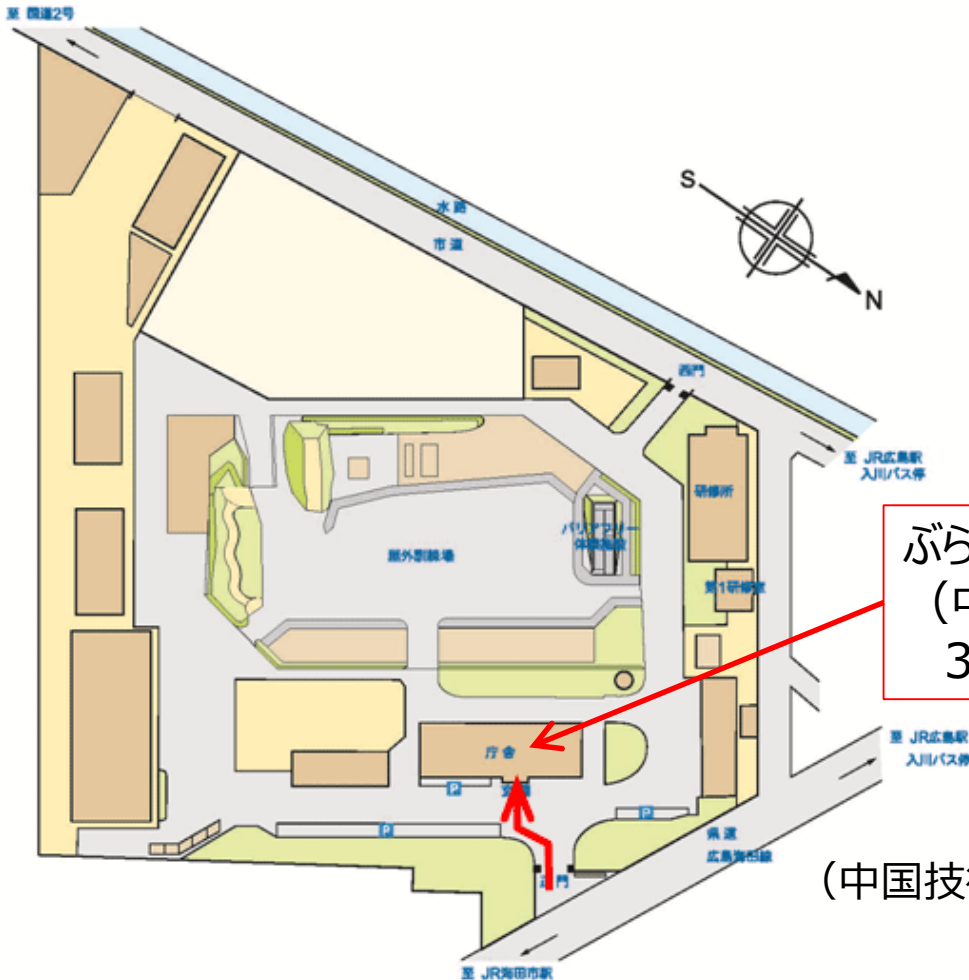 至 国道2号
水路
市道
S
N
西門
至 JR広島駅
入川バス停
研修所
バリアフリー
体験施設
屋外訓練場
第1研修室
ぶら
(中
3
庁舎
P
玄関
P
P
至 JR広島駅
入川バス停
県道
広島海田線
正門
(中国技
至 JR海田市駅